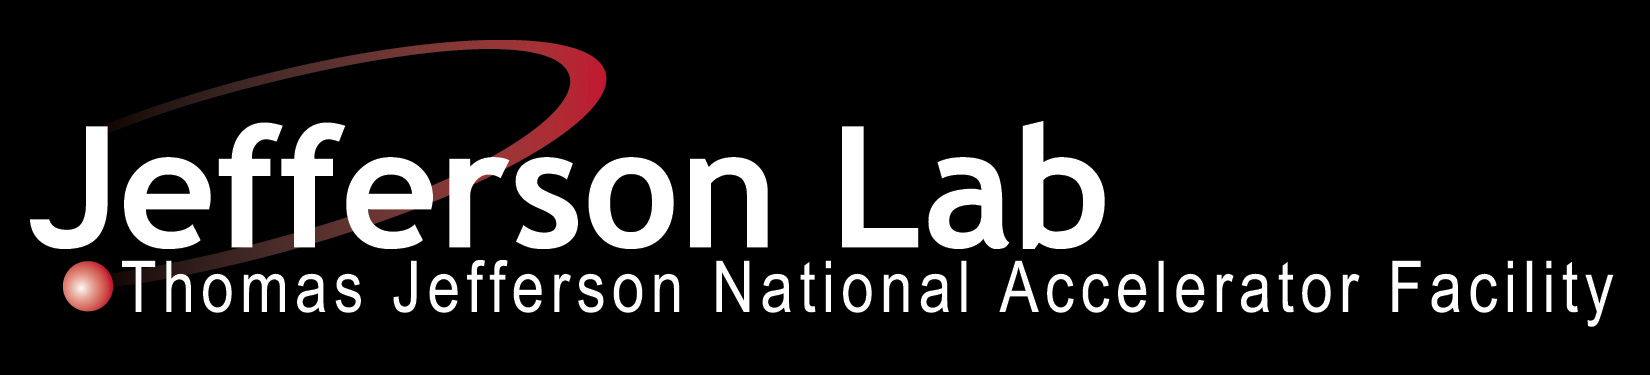 Jefferson Lab
Thomas Jefferson National Accelerator Facility